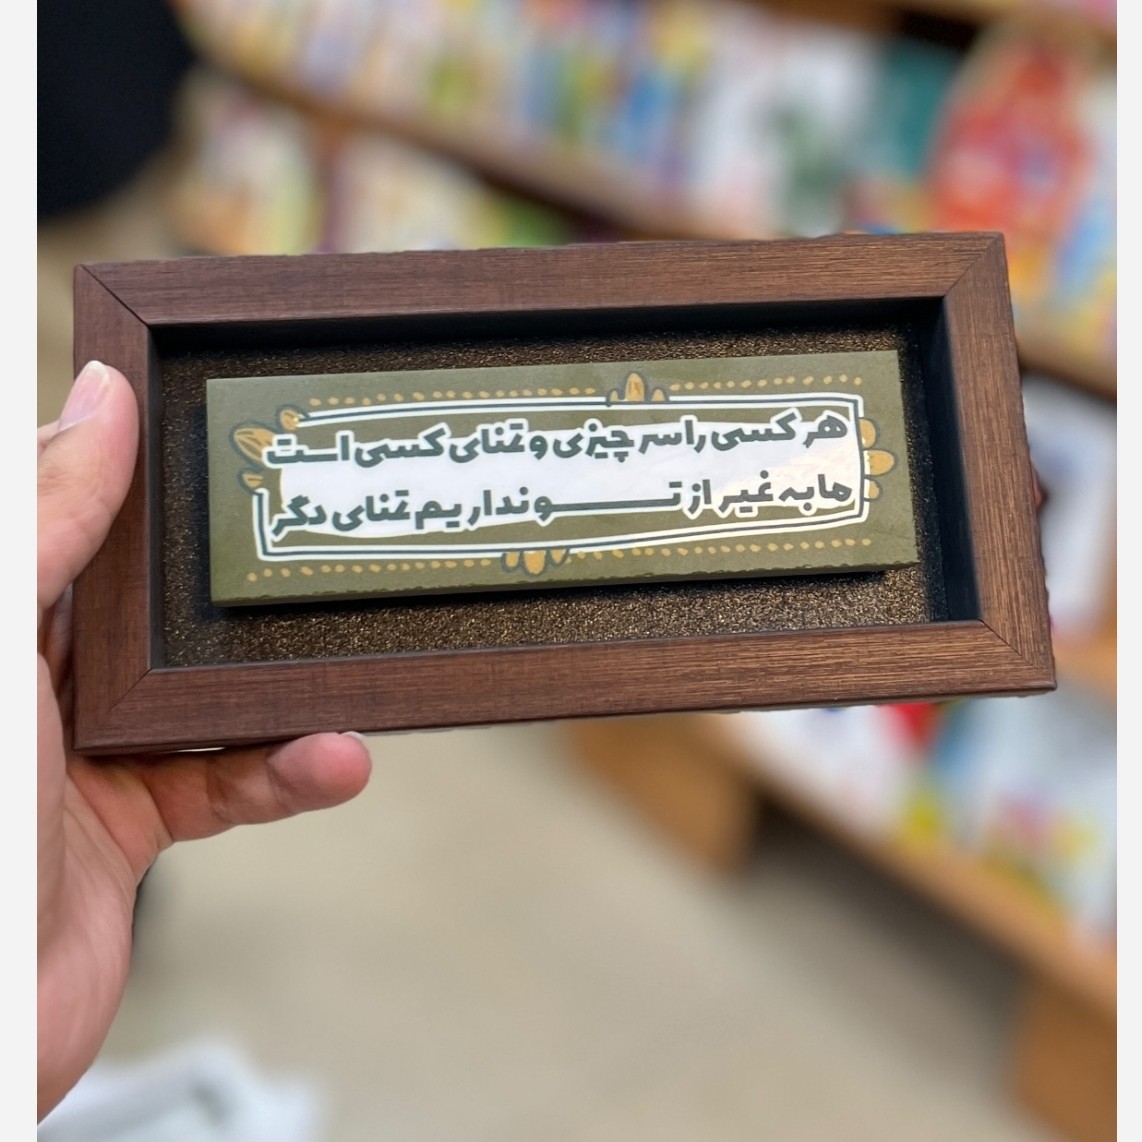 هر کسی را سر چیزی و تمنای کسی است
ما به غیر از تو نداریم تمنای دگر